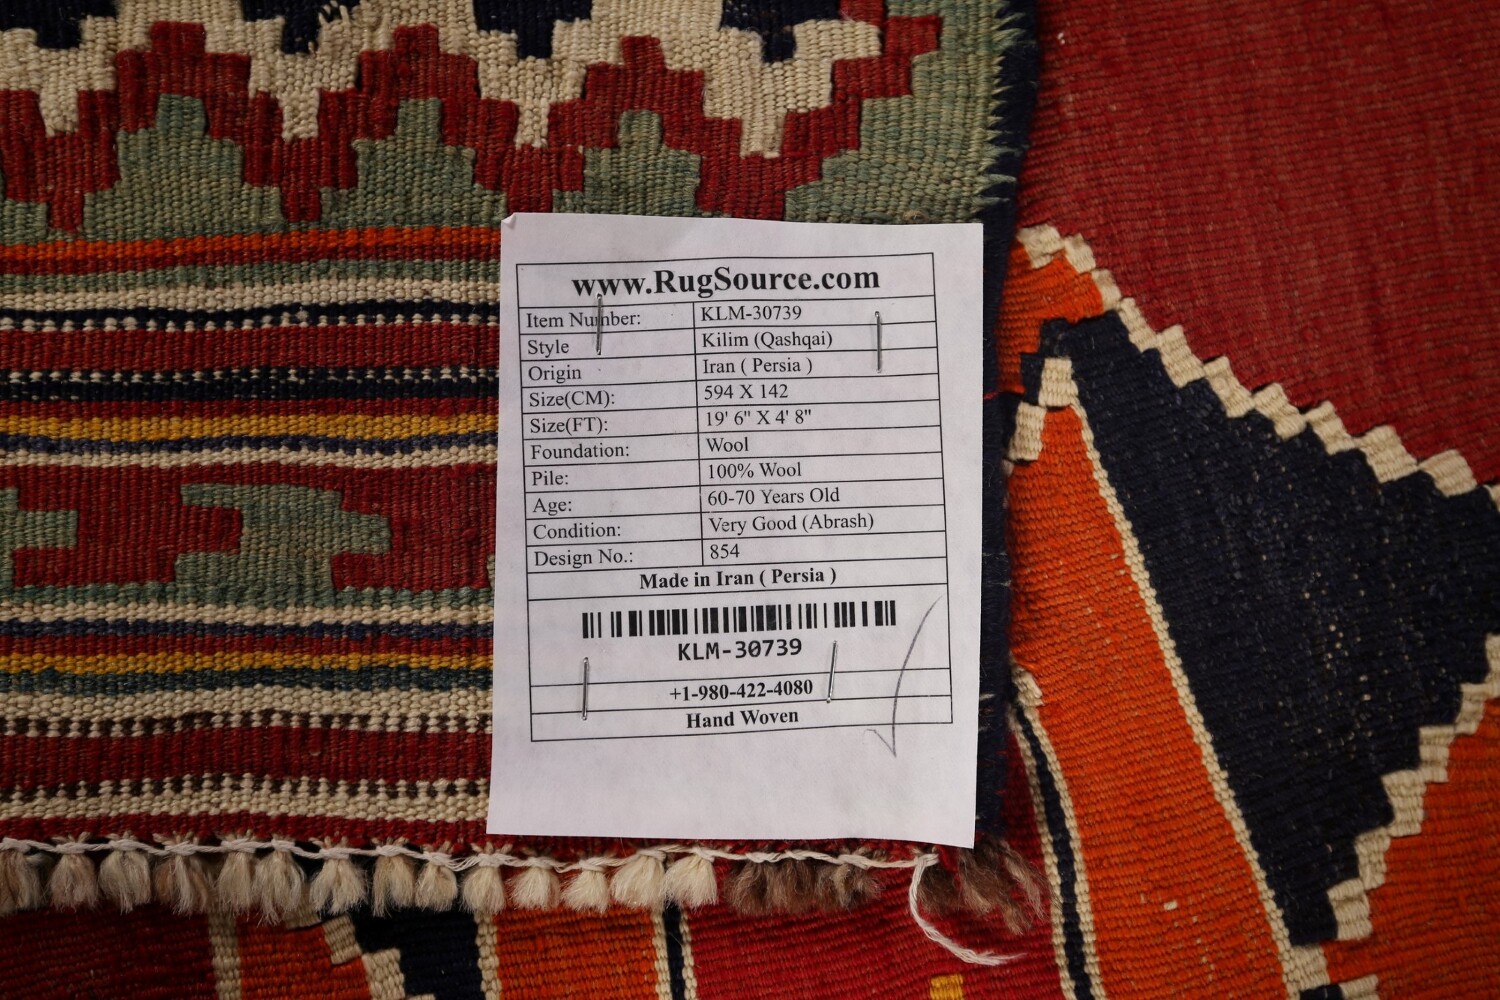 www.RugSource.com
Item Number: KLM-30739
Style Kilim (Qashqai)
Origin Iran ( Persia )
Size(CM): 594 X 142
Size(FT): 19' 6" X 4' 8"
Foundation: Wool
Pile: 100% Wool
Age: 60-70 Years Old
Condition: Very Good (Abrash)
Design No.: 854
Made in Iran ( Persia )
KLM-30739
+1-980-422-4080
Hand Woven